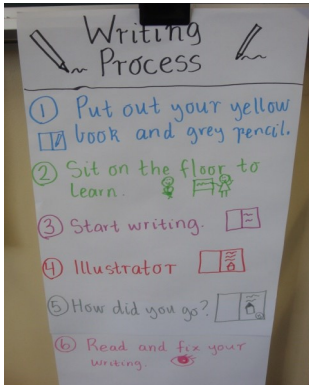 Writing
Process
1 Put out your yellow
book and grey pencil.
2 Sit on the floor to
learn.
3 Start writing.
4 Illustrator
5 How did you go?
6 Read and fix your
writing.